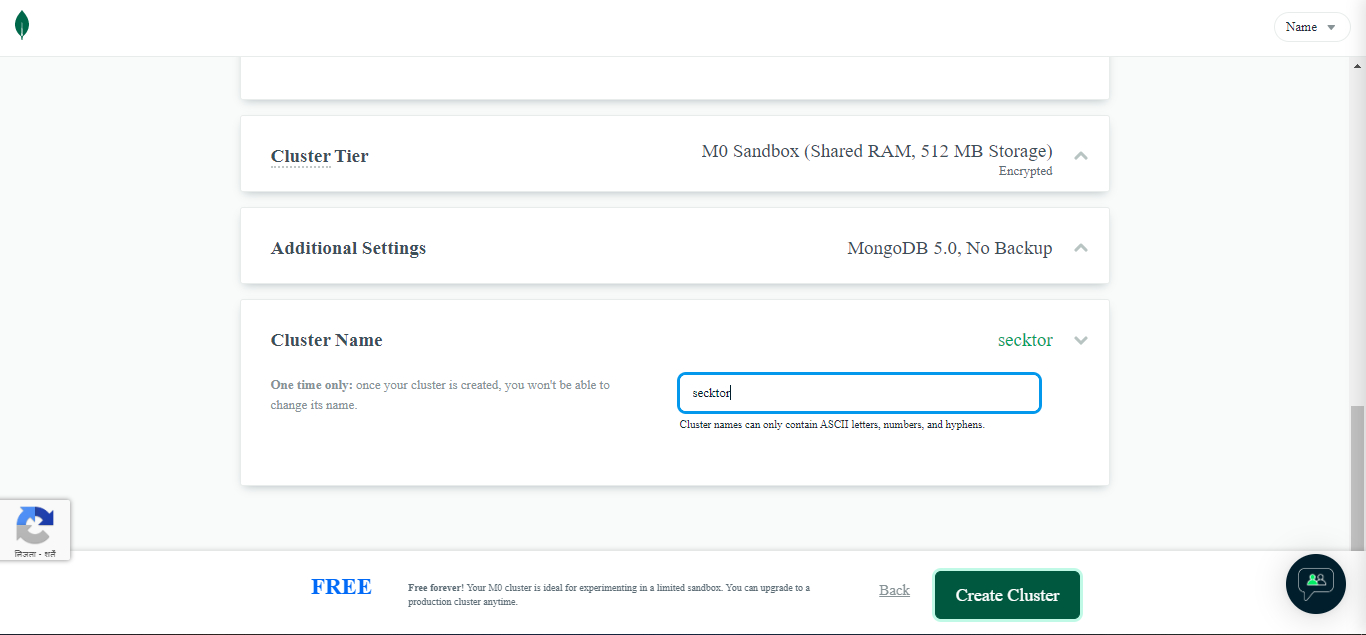 Name
Cluster Tier
M0 Sandbox (Shared RAM, 512 MB Storage)
Encrypted
Additional Settings
MongoDB 5.0, No Backup
Cluster Name
secktor
One time only: once your cluster is created, you won't be able to
change its name.
secktor
Cluster names can only contain ASCII letters, numbers, and hyphens.
निजता - शर्तें
FREE
Free forever! Your M0 cluster is ideal for experimenting in a limited sandbox. You can upgrade to a
production cluster anytime.
Back
Create Cluster